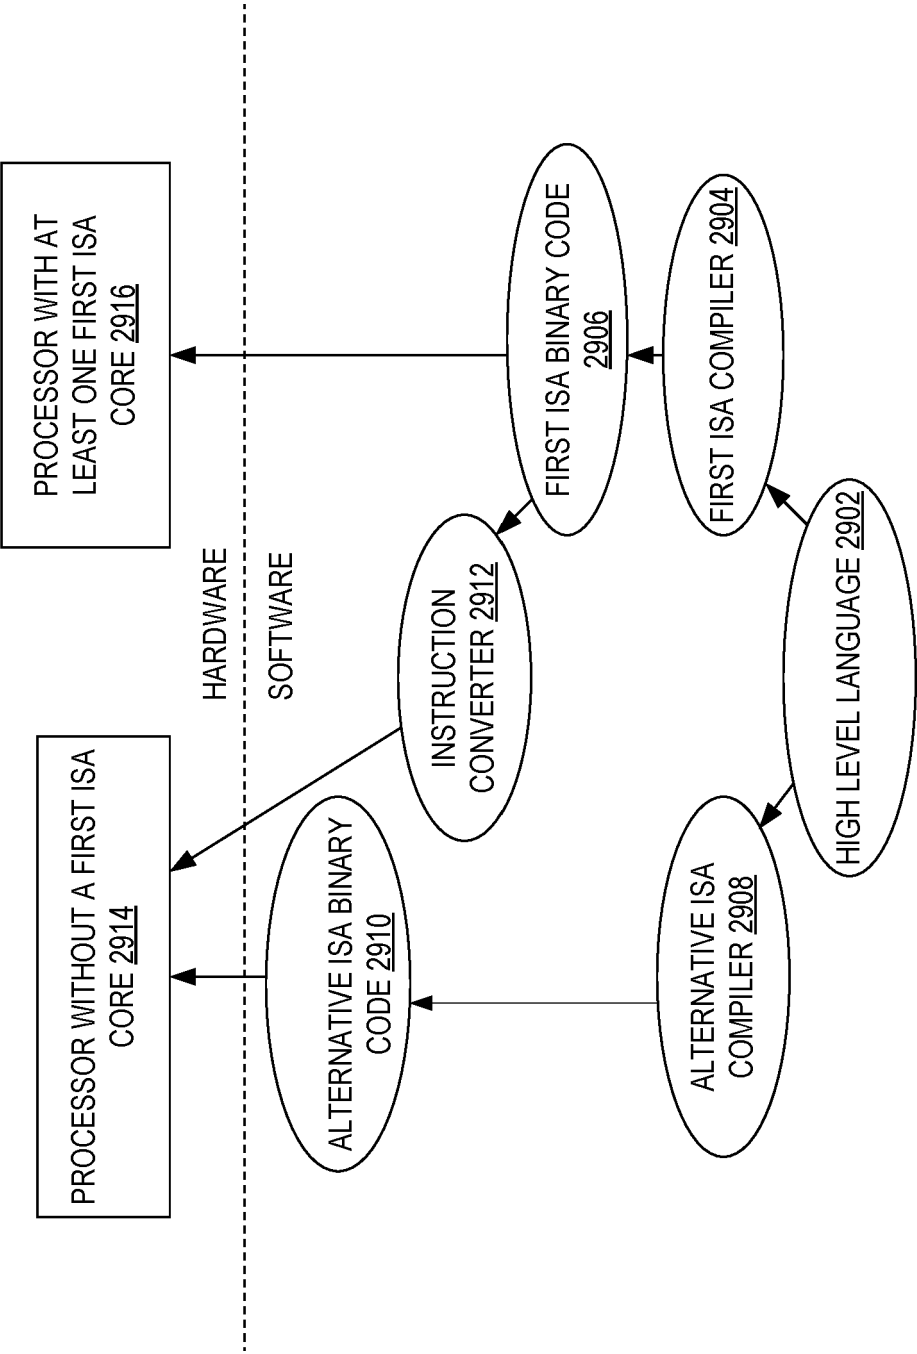 PROCESSOR WITHOUT A FIRST ISA
CORE 2914
PROCESSOR WITH AT
LEAST ONE FIRST ISA
CORE 2916
HARDWARE
SOFTWARE
ALTERNATIVE ISA BINARY
CODE 2910
INSTRUCTION
CONVERTER 2912
FIRST ISA BINARY CODE
2906
ALTERNATIVE ISA
COMPILER 2908
FIRST ISA COMPILER 2904
HIGH LEVEL LANGUAGE 2902